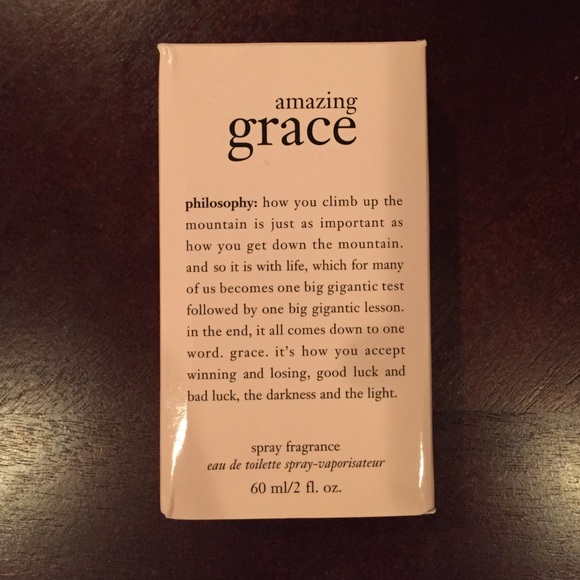 amazing
grace
philosophy: how you climb up the
mountain is just as important as
how you get down the mountain.
and so it is with life, which for many
of us becomes one big gigantic test
followed by one big gigantic lesson.
in the end, it all comes down to one
word. grace. it's how you accept
winning and losing, good luck and
bad luck, the darkness and the light.
spray fragrance
eau de toilette spray-vaporisateur
60 ml/2 fl. oz.